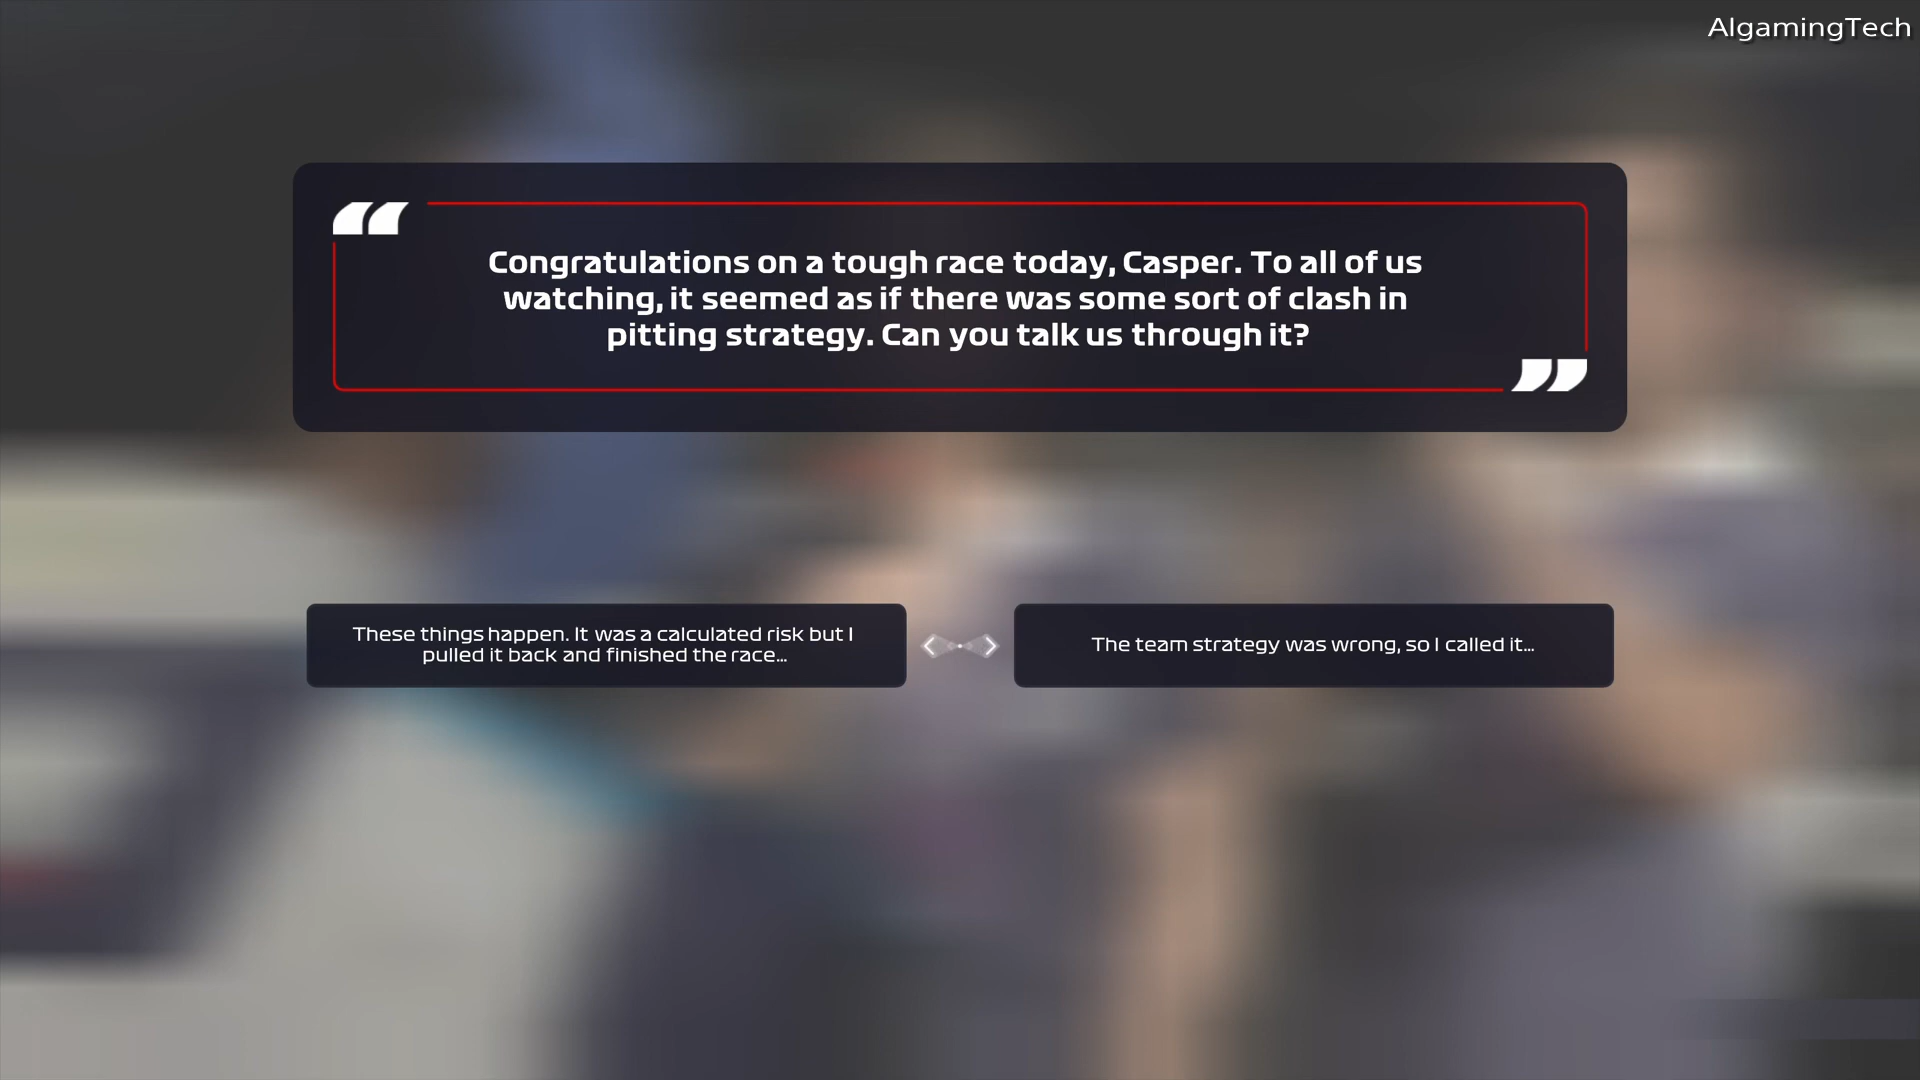 AlgamingTech
Congratulations on a tough race today, Casper. To all of us
watching, it seemed as if there was some sort of clash in
pitting strategy. Can you talk us through it?
These things happen. It was a calculated risk but I
pulled it back and finished the race...
The team strategy was wrong, so I called it...